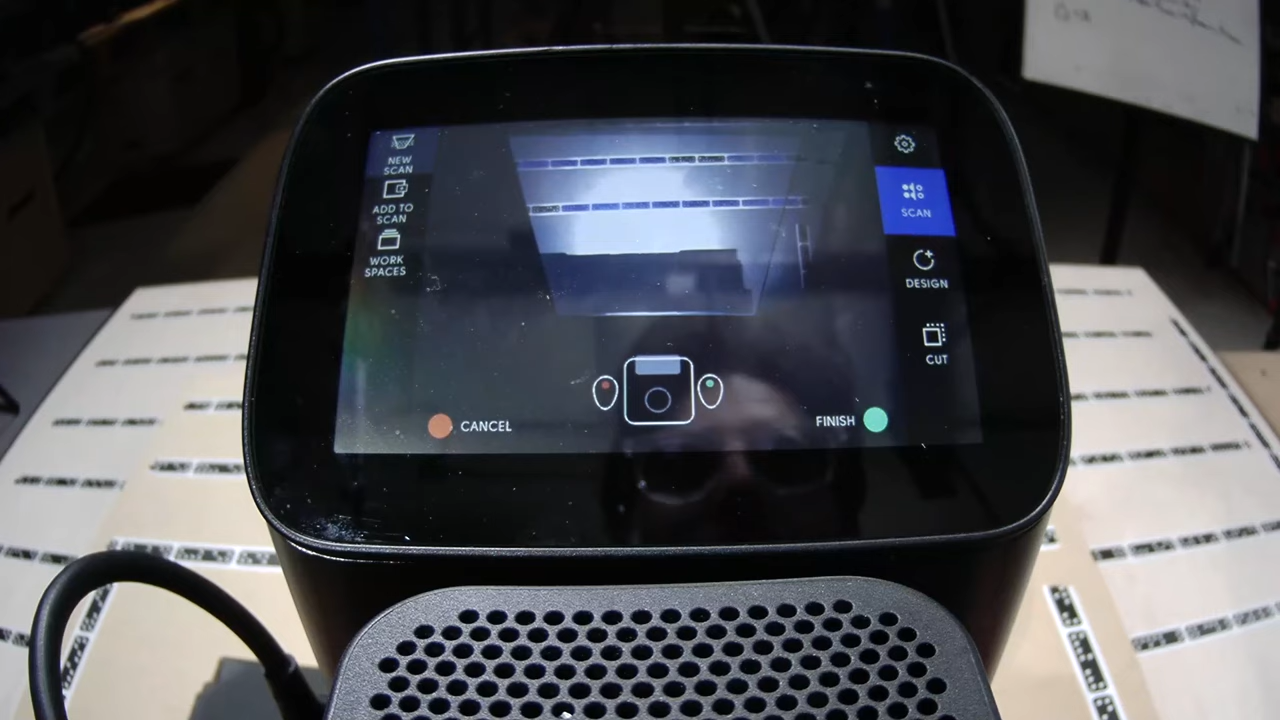 NEW
SCAN
ADD TO
SCAN
WORK
SPACES
SCAN
DESIGN
CUT
CANCEL
FINISH